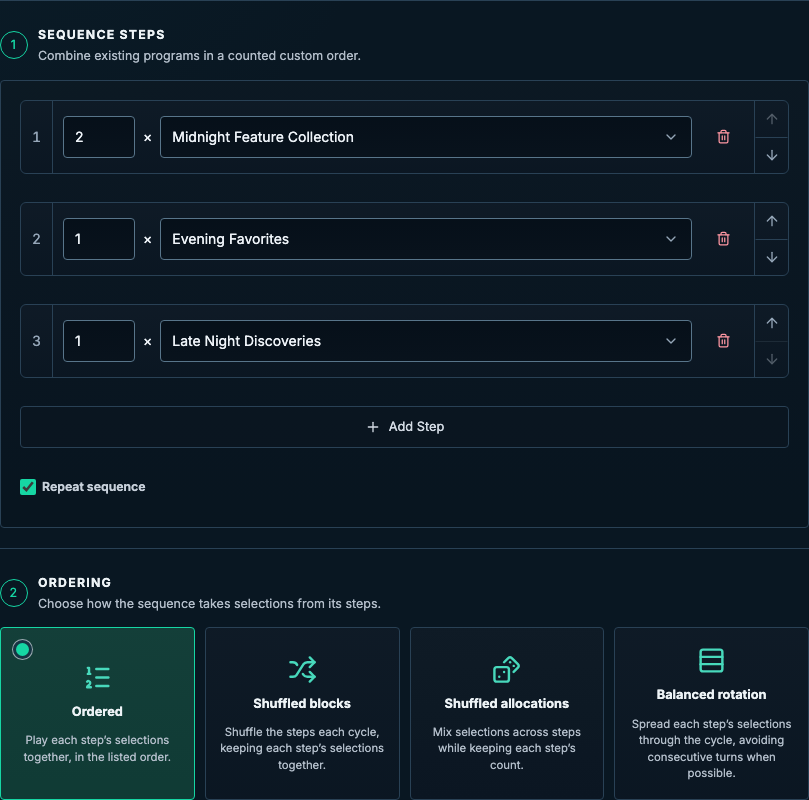 1
SEQUENCE STEPS
Combine existing programs in a counted custom order.
1
2
×
Midnight Feature Collection
2
1
×
Evening Favorites
3
1
×
Late Night Discoveries
+ Add Step
Repeat sequence
2
ORDERING
Choose how the sequence takes selections from its steps.
Ordered
Play each step’s selections
together, in the listed order.
Shuffled blocks
Shuffle the steps each cycle,
keeping each step’s selections
together.
Shuffled allocations
Mix selections across steps
while keeping each step’s
count.
Balanced rotation
Spread each step’s selections
through the cycle, avoiding
consecutive turns when
possible.